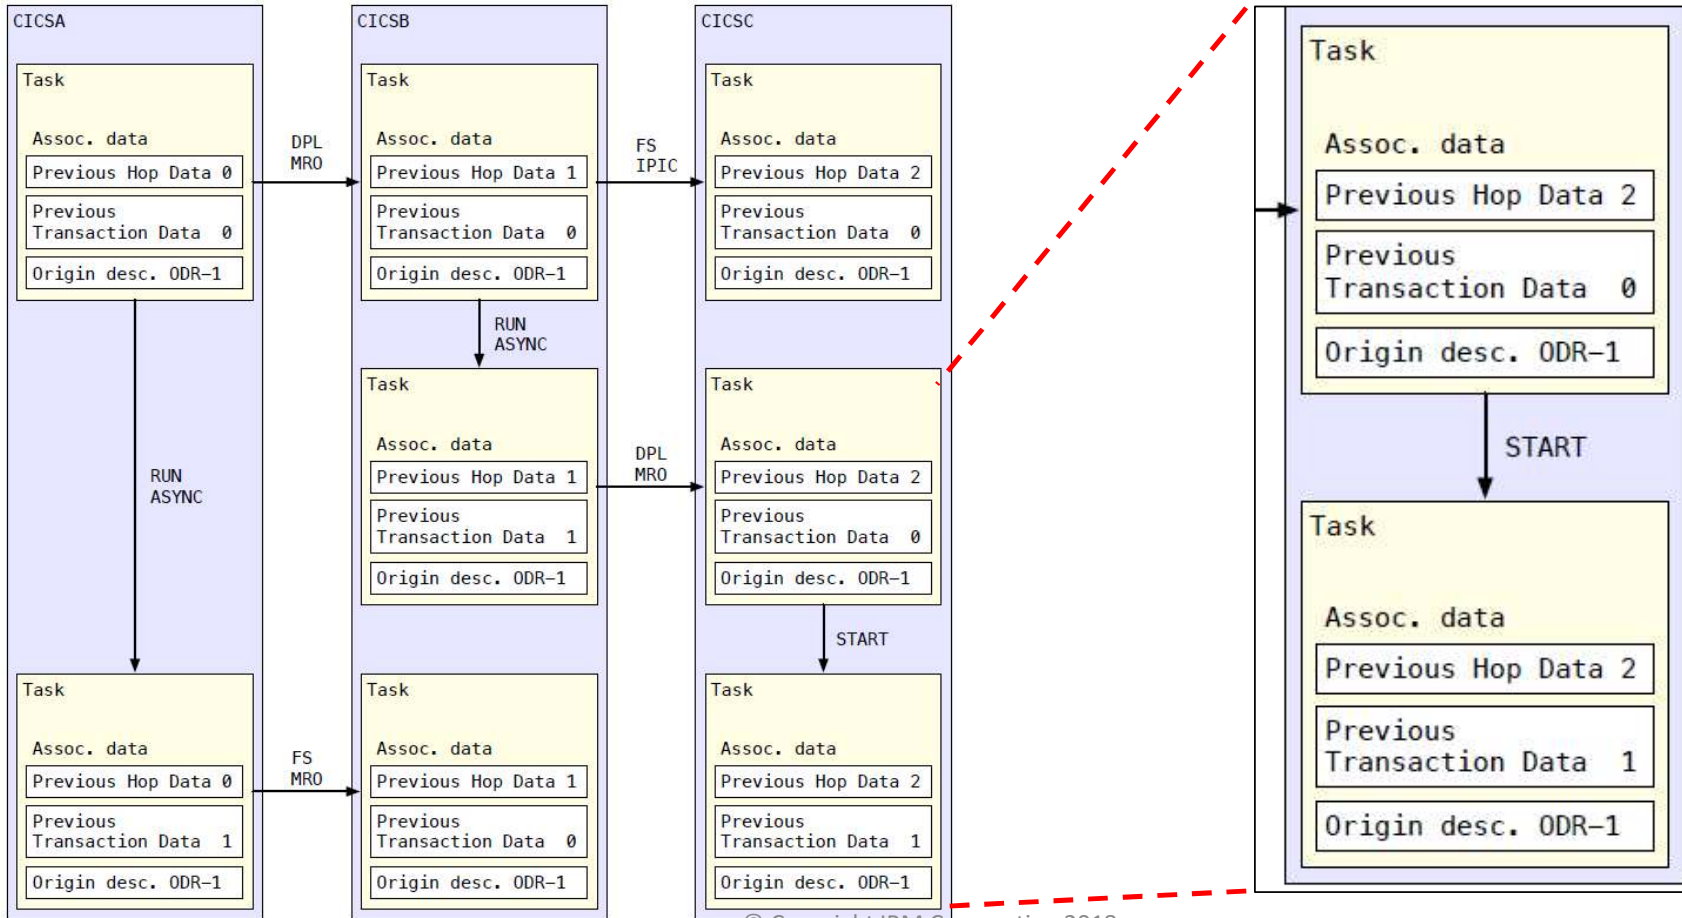 CICSA
Task
Assoc. data
Previous Hop Data 0
Previous
Transaction Data 0
Origin desc. ODR–1
RUN
ASYNC
Task
Assoc. data
Previous Hop Data 0
Previous
Transaction Data 1
Origin desc. ODR–1
DPL
MRO
FS
MRO
CICSB
Task
Assoc. data
Previous Hop Data 1
Previous
Transaction Data 0
Origin desc. ODR–1
RUN
ASYNC
Task
Assoc. data
Previous Hop Data 1
Previous
Transaction Data 1
Origin desc. ODR–1
Task
Assoc. data
Previous Hop Data 1
Previous
Transaction Data 0
Origin desc. ODR–1
FS
IPIC
DPL
MRO
CICSC
Task
Assoc. data
Previous Hop Data 2
Previous
Transaction Data 0
Origin desc. ODR–1
Task
Assoc. data
Previous Hop Data 2
Previous
Transaction Data 0
Origin desc. ODR–1
START
Task
Assoc. data
Previous Hop Data 2
Previous
Transaction Data 1
Origin desc. ODR–1
Task
Assoc. data
Previous Hop Data 2
Previous
Transaction Data 0
Origin desc. ODR–1
START
Task
Assoc. data
Previous Hop Data 2
Previous
Transaction Data 1
Origin desc. ODR–1